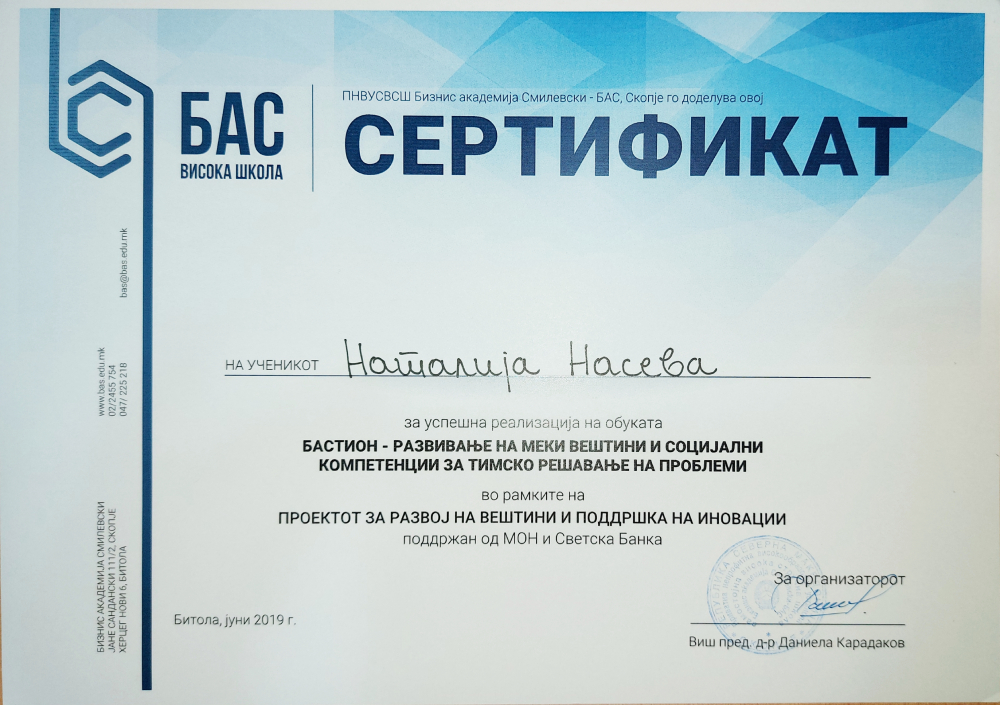 БАС
ВИСОКА ШКОЛА
ПНВУСВСШ Бизнис академија Смилевски - БАС, Скопје го доделува овој
СЕРТИФИКАТ
НА УЧЕНИКОТ Наталија Насева
за успешна реализација на обуката
БАСТИОН - РАЗВИВАЊЕ НА МЕКИ ВЕШТИНИ И СОЦИЈАЛНИ
КОМПЕТЕНЦИИ ЗА ТИМСКО РЕШАВАЊЕ НА ПРОБЛЕМИ
во рамките на
ПРОЕКТОТ ЗА РАЗВОЈ НА ВЕШТИНИ И ПОДДРШКА НА ИНОВАЦИИ
поддржан од МОН и Светска Банка
За организаторот
Битола, јуни 2019 г.
Виш пред. д-р Даниела Карадаков
bas@bas.edu.mk
www.bas.edu.mk
02/2455 754
047/ 225 218
БИЗНИС АКАДЕМИЈА СМИЛЕВСКИ
ЈАНЕ САНДАНСКИ 111/2, СКОПЈЕ
ХЕРЦЕГ НОВИ 6, БИТОЛА